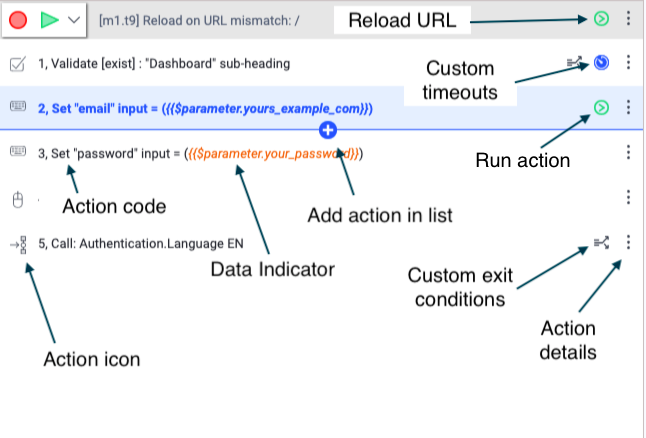 [m1.t9] Reload on URL mismatch: /
Reload URL
1, Validate [exist] : "Dashboard" sub-heading
Custom
timeouts
2, Set "email" input = ({{$parameter.yours_example_com}})
Run action
3, Set "password" input = ({{$parameter.your_password}})
Action code
Add action in list
5, Call: Authentication.Language EN
Data Indicator
Custom exit
conditions
Action icon
Action
details